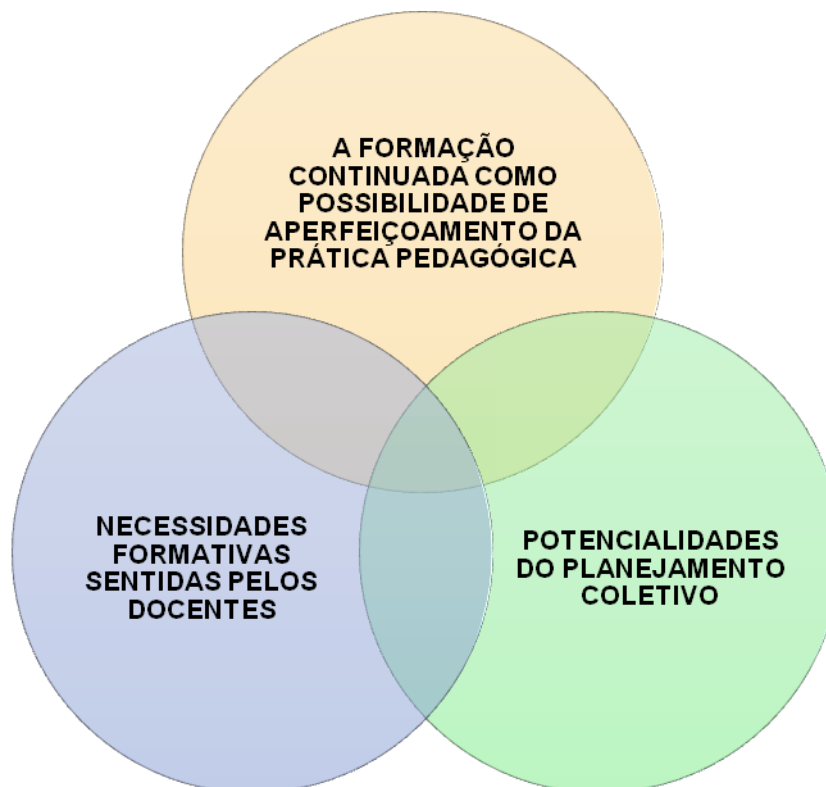 A FORMAÇÃO
CONTINUADA COMO
POSSIBILIDADE DE
APERFEIÇOAMENTO DA
PRÁTICA PEDAGÓGICA
NECESSIDADES
FORMATIVAS
SENTIDAS PELOS
DOCENTES
POTENCIALIDADES
DO PLANEJAMENTO
COLETIVO